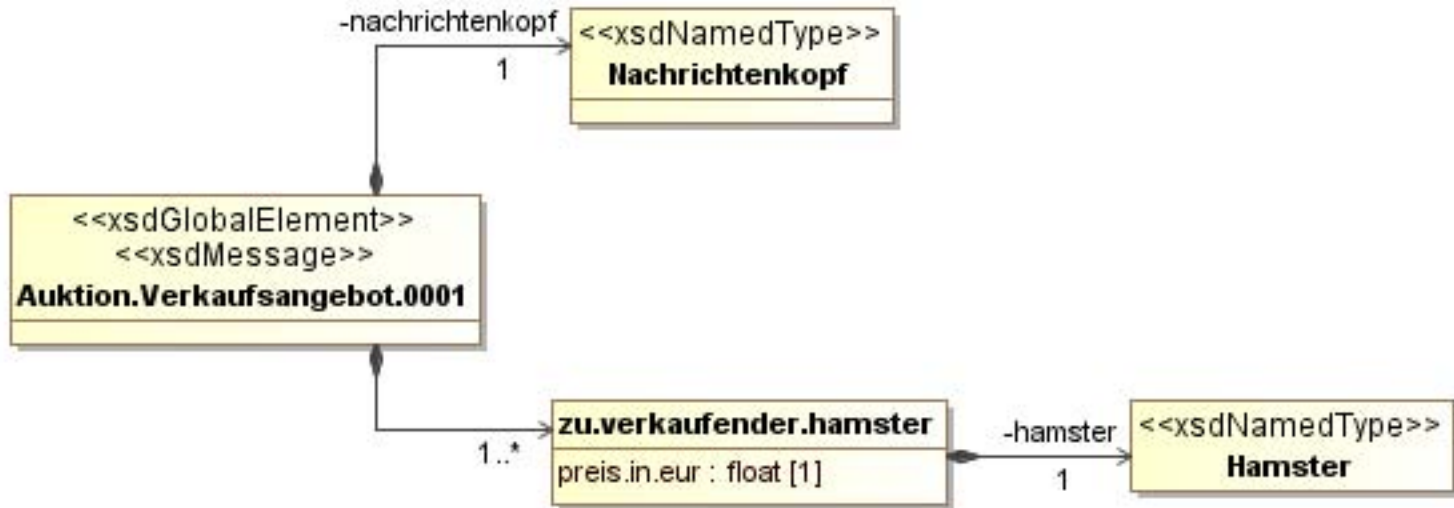 -nachrichtenkopf
1
<<xsdNamedType>>
Nachrichtenkopf
<<xsdGlobalElement>>
<<xsdMessage>>
Auktion.Verkaufsangebot.0001
1..*
zu.verkaufender.hamster
preis.in.eur : float [1]
-hamster
1
<<xsdNamedType>>
Hamster